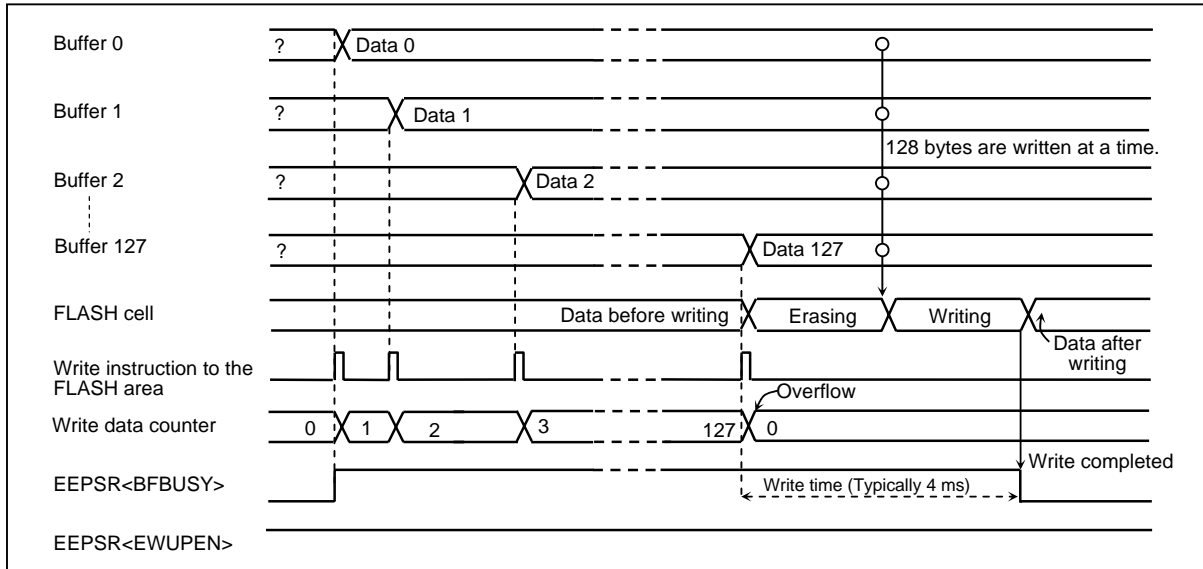 Buffer 0
? Data 0
Buffer 1
? Data 1
128 bytes are written at a time.
Buffer 2
? Data 2
Buffer 127
? Data 127
FLASH cell
Data before writing Erasing Writing
Data after
writing
Write instruction to the
FLASH area
Overflow
Write data counter
0 1 2 3 127 0
Write completed
EEPSR<BFBUSY>
Write time (Typically 4 ms)
EEPSR<EWUPEN>